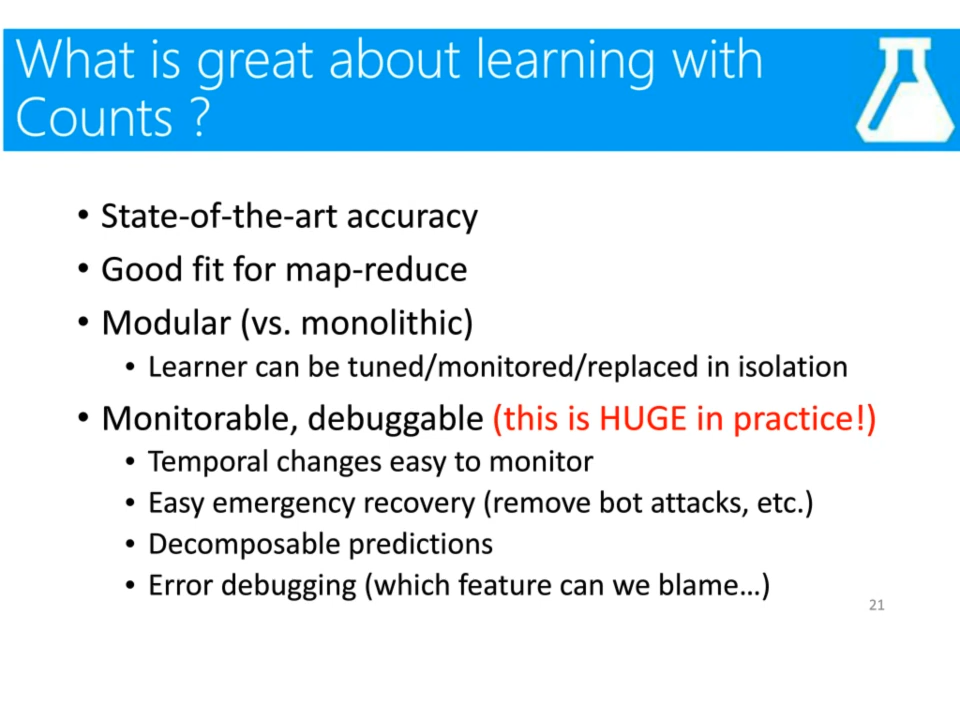 What is great about learning with
Counts ?
• State-of-the-art accuracy
• Good fit for map-reduce
• Modular (vs. monolithic)
• Learner can be tuned/monitored/replaced in isolation
• Monitorable, debuggable (this is HUGE in practice!)
• Temporal changes easy to monitor
• Easy emergency recovery (remove bot attacks, etc.)
• Decomposable predictions
• Error debugging (which feature can we blame…)
21